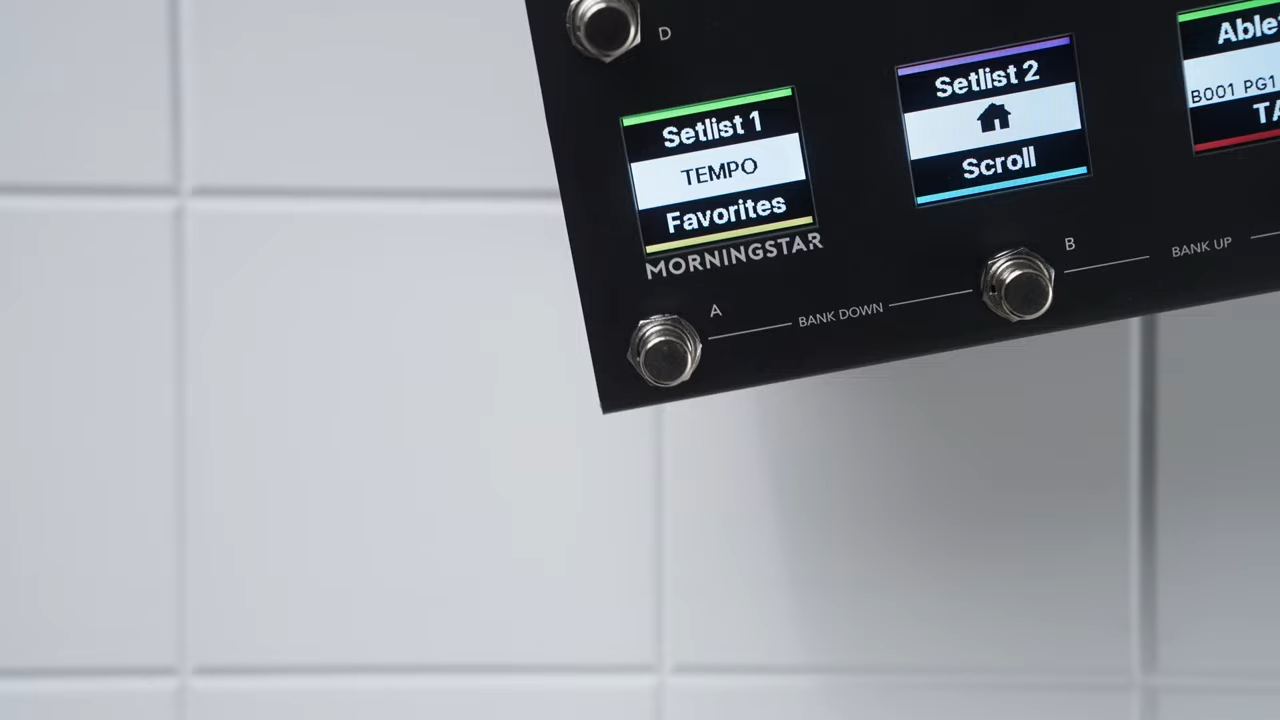 D
Setlist 1
TEMPO
Favorites
MORNINGSTAR
Setlist 2
Scroll
B001 PG1
A
BANK DOWN
B
BANK UP